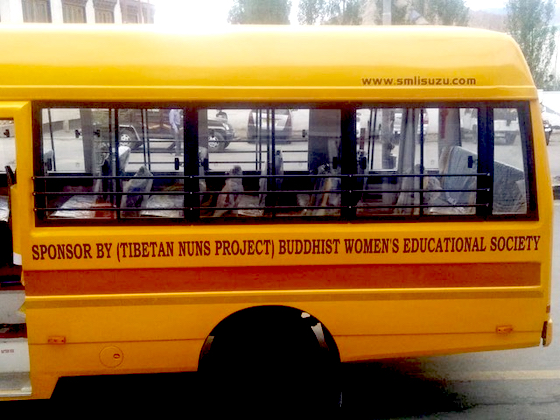 www.smlisuzu.com
SPONSOR BY (TIBETAN NUNS PROJECT) BUDDHIST WOMEN'S EDUCATIONAL SOCIETY